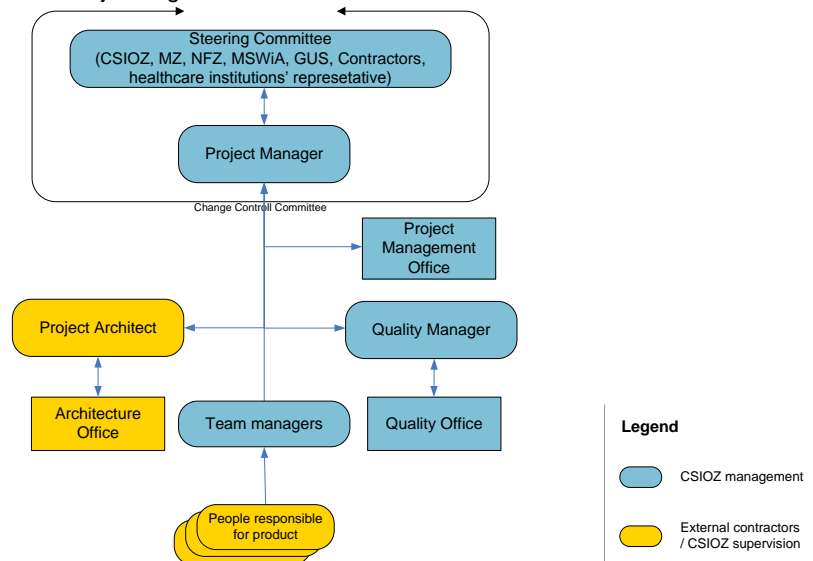 Steering Committee
(CSIOZ, MZ, NFZ, MSWiA, GUS, Contractors,
healthcare institutions' represetative)
Project Manager
Change Controll Committee
Project
Management
Office
Project Architect
Quality Manager
Architecture
Office
Team managers
Quality Office
Legend
CSIOZ management
People responsible
for product
External contractors
/ CSIOZ supervision